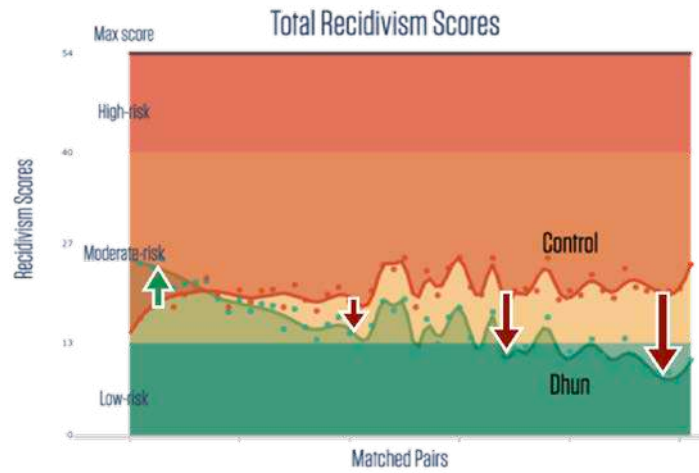 Total Recidivism Scores
Max score
54
High-risk
40
Recidivism Scores
27
Moderate-risk
Control
13
Low-risk
Dhun
0
Matched Pairs